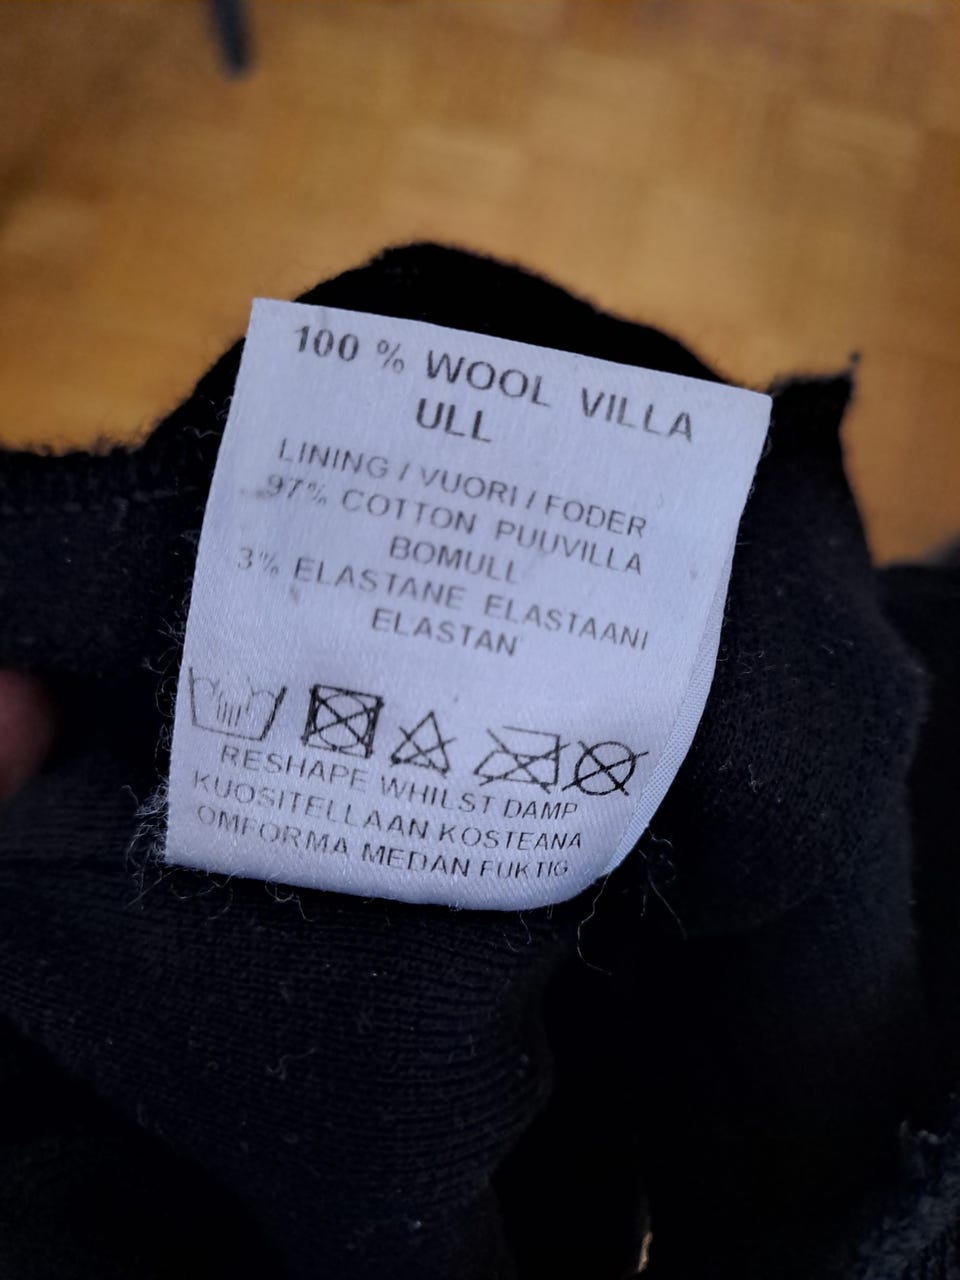 100 % WOOL VILLA
ULL
LINING / VUORI / FODER
97% COTTON PUUVILLA
BOMULL
3% ELASTANE ELASTAANI
ELASTAN
RESHAPE WHILST DAMP
KUOSITELLAAN KOSTEANA
OMFORMA MEDAN FUKTIG